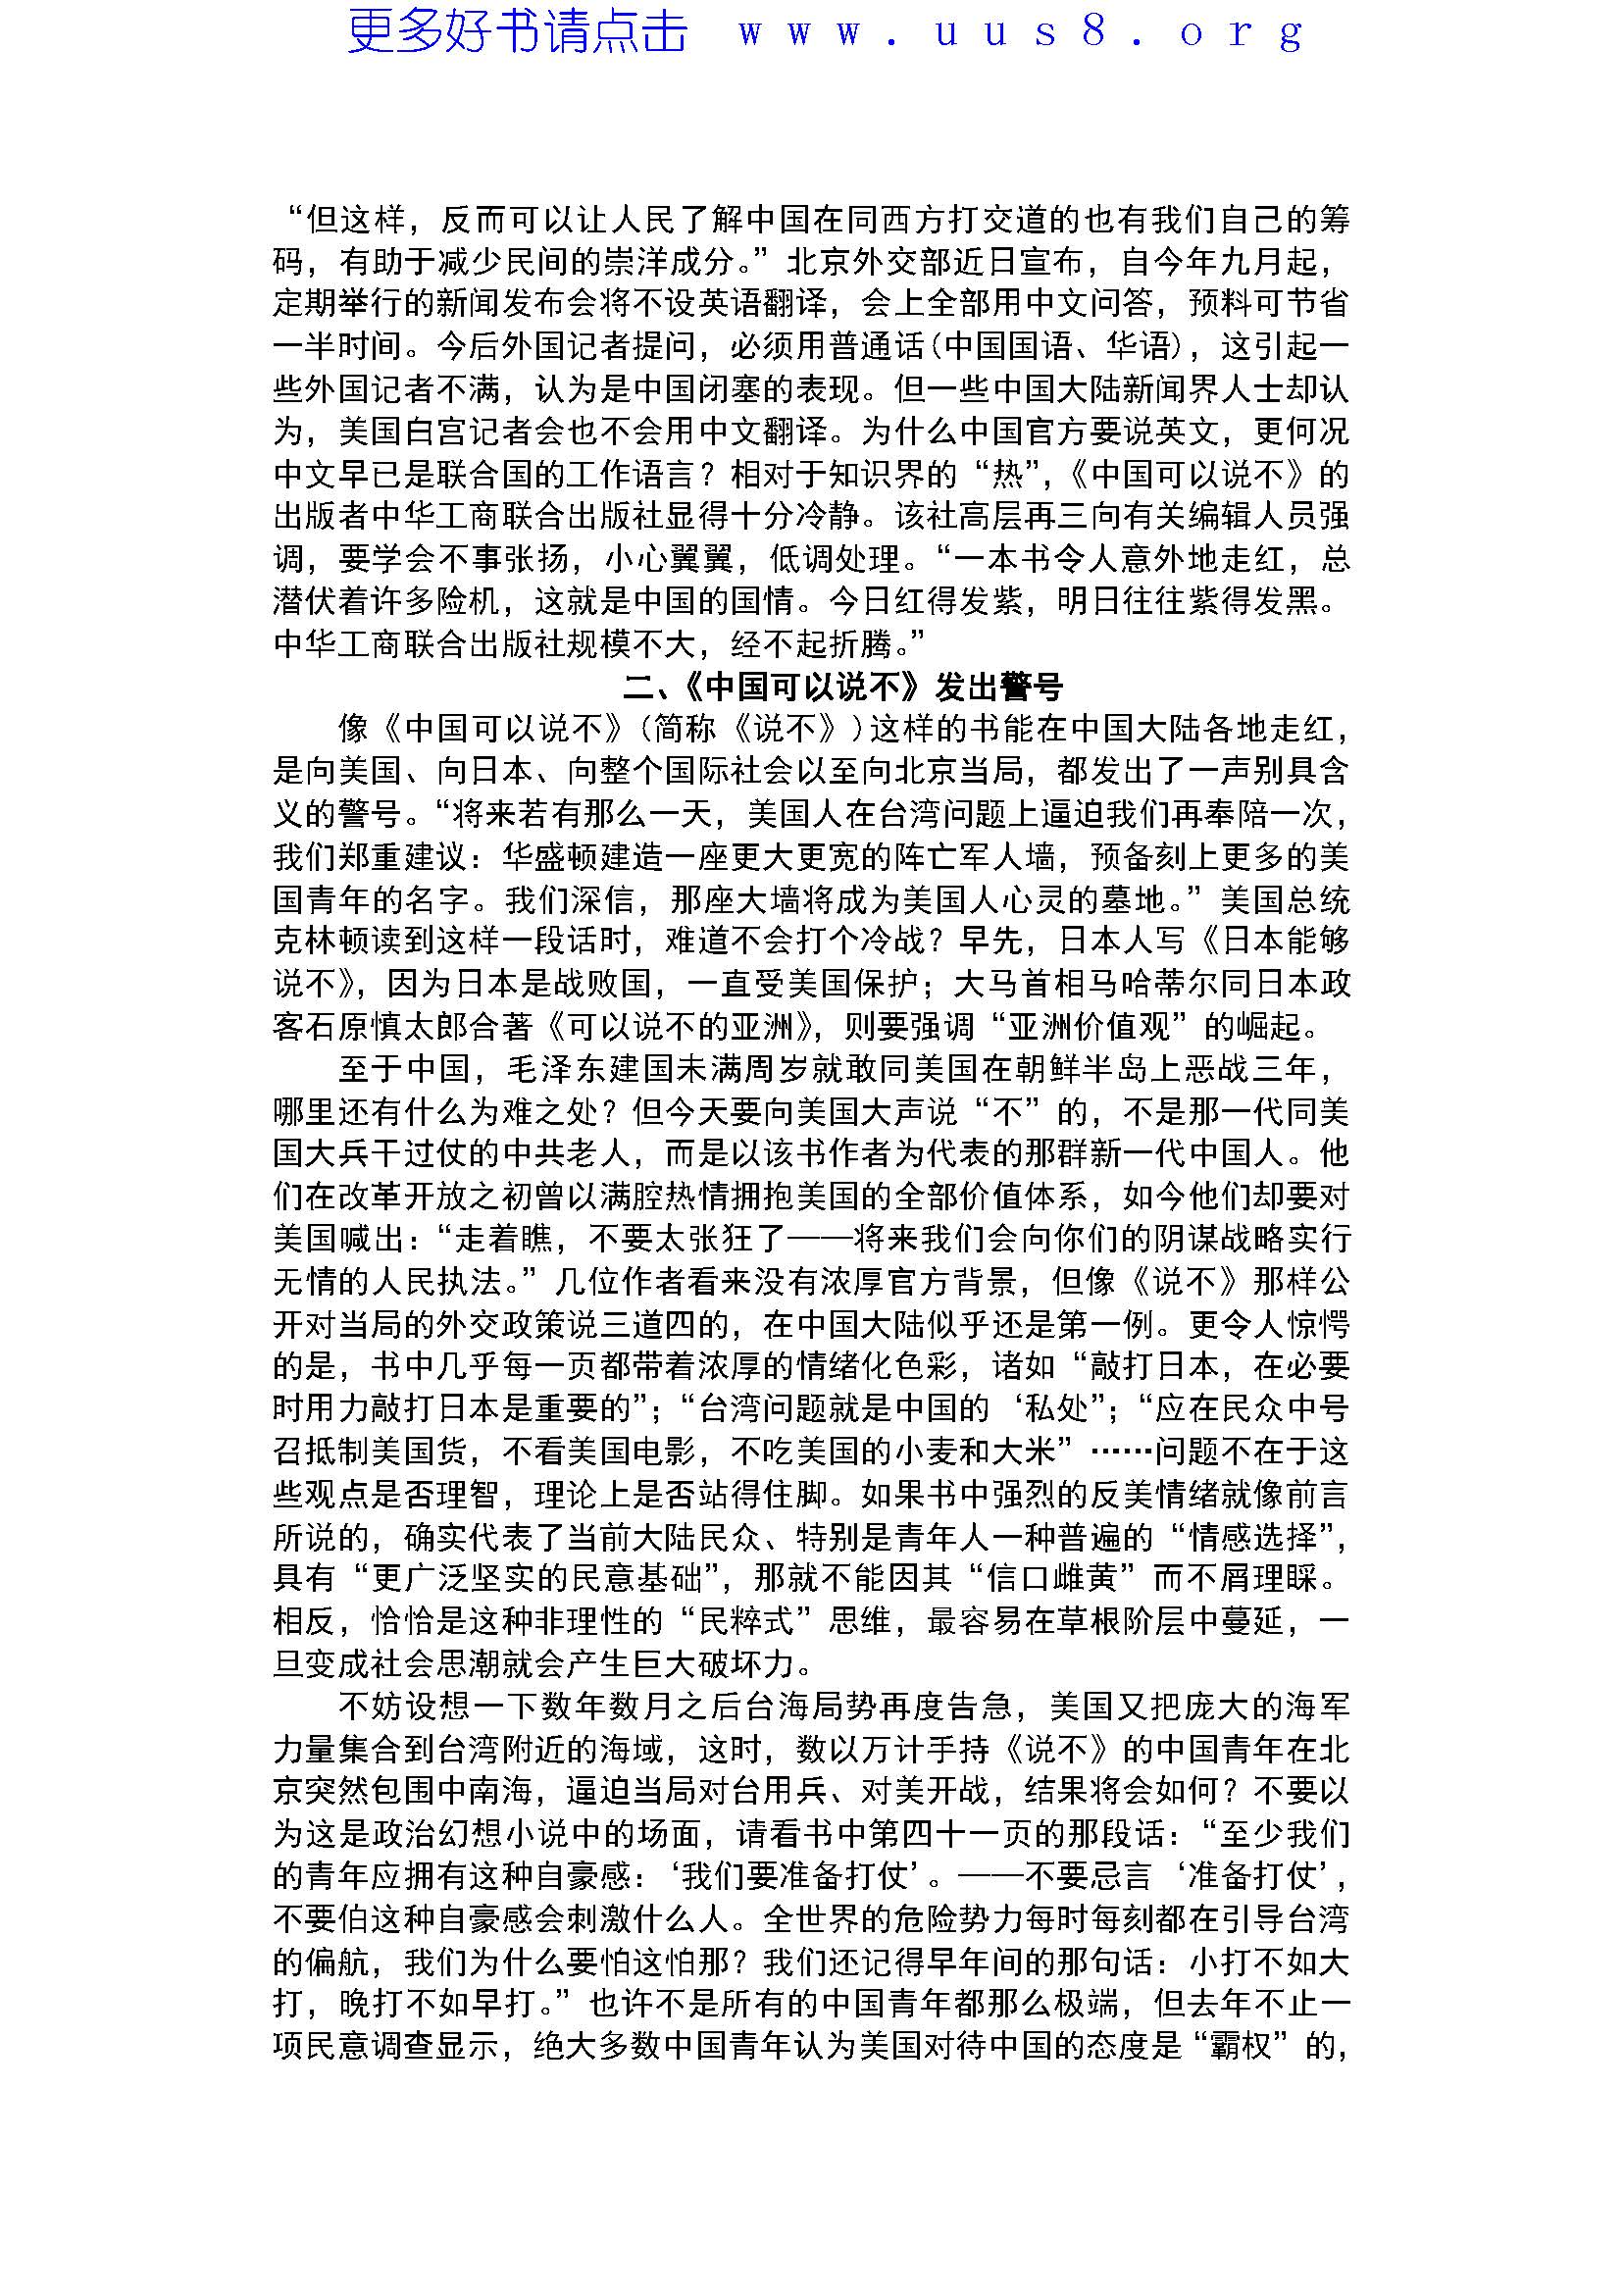 更多好书请点击 www.uus8.org
“但这样，反而可以让人民了解中国在同西方打交道的也有我们自己的筹
码，有助于减少民间的崇洋成分。”北京外交部近日宣布，自今年九月起，
定期举行的新闻发布会将不设英语翻译，会上全部用中文问答，预料可节省
一半时间。今后外国记者提问，必须用普通话(中国国语、华语)，这引起一
些外国记者不满，认为是中国闭塞的表现。但一些中国大陆新闻界人士却认
为，美国白宫记者会也不会用中文翻译。为什么中国官方要说英文，更何况
中文早已是联合国的工作语言？相对于知识界的“热”，《中国可以说不》的
出版者中华工商联合出版社显得十分冷静。该社高层再三向有关编辑人员强
调，要学会不事张扬，小心翼翼，低调处理。“一本书令人意外地走红，总
潜伏着许多险机，这就是中国的国情。今日红得发紫，明日往往紫得发黑。
中华工商联合出版社规模不大，经不起折腾。”
二、《中国可以说不》发出警号
像《中国可以说不》(简称《说不》)这样的书能在中国大陆各地走红，
是向美国、向日本、向整个国际社会以至向北京当局，都发出了一声别具含
义的警号。“将来若有那么一天，美国人在台湾问题上逼迫我们再奉陪一次，
我们郑重建议：华盛顿建造一座更大更宽的阵亡军人墙，预备刻上更多的美
国青年的名字。我们深信，那座大墙将成为美国人心灵的墓地。”美国总统
克林顿读到这样一段话时，难道不会打个冷战？早先，日本人写《日本能够
说不》，因为日本是战败国，一直受美国保护；大马首相马哈蒂尔同日本政
客石原慎太郎合著《可以说不的亚洲》，则要强调“亚洲价值观”的崛起。
至于中国，毛泽东建国未满周岁就敢同美国在朝鲜半岛上恶战三年，
哪里还有什么为难之处？但今天要向美国大声说“不”的，不是那一代同美
国大兵干过仗的中共老人，而是以该书作者为代表的那群新一代中国人。他
们在改革开放之初曾以满腔热情拥抱美国的全部价值体系，如今他们却要对
美国喊出：“走着瞧，不要太张狂了——将来我们会向你们的阴谋战略实行
无情的人民执法。”几位作者看来没有浓厚官方背景，但像《说不》那样公
开对当局的外交政策说三道四的，在中国大陆似乎还是第一例。更令人惊愕
的是，书中几乎每一页都带着浓厚的情绪化色彩，诸如“敲打日本，在必要
时用力敲打日本是重要的”；“台湾问题就是中国的‘私处”；“应在民众中号
召抵制美国货，不看美国电影，不吃美国的小麦和大米”……问题不在于这
些观点是否理智，理论上是否站得住脚。如果书中强烈的反美情绪就像前言
所说的，确实代表了当前大陆民众、特别是青年人一种普遍的“情感选择”，
具有“更广泛坚实的民意基础”，那就不能因其“信口雌黄”而不屑理睬。
相反，恰恰是这种非理性的“民粹式”思维，最容易在草根阶层中蔓延，一
旦变成社会思潮就会产生巨大破坏力。
不妨设想一下数年数月之后台海局势再度告急，美国又把庞大的海军
力量集合到台湾附近的海域，这时，数以万计手持《说不》的中国青年在北
京突然包围中南海，逼迫当局对台用兵、对美开战，结果将会如何？不要以
为这是政治幻想小说中的场面，请看书中第四十一页的那段话：“至少我们
的青年应拥有这种自豪感：‘我们要准备打仗’。——不要忌言‘准备打仗’，
不要伯这种自豪感会刺激什么人。全世界的危险势力每时每刻都在引导台湾
的偏航，我们为什么要怕这怕那？我们还记得早年间的那句话：小打不如大
打，晚打不如早打。”也许不是所有的中国青年都那么极端，但去年不止一
项民意调查显示，绝大多数中国青年认为美国对待中国的态度是“霸权”的，